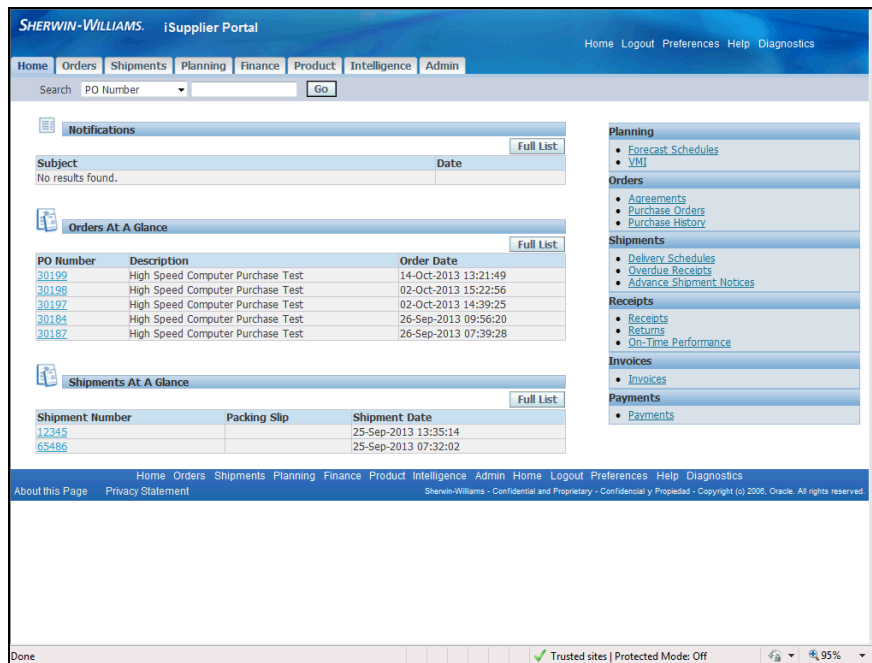 SHERWIN-WILLIAMS. iSupplier Portal
Home Logout Preferences Help Diagnostics
Home Orders Shipments Planning Finance Product Intelligence Admin
Search PO Number Go
Notifications
Full List
Subject Date
No results found.
Orders At A Glance
Full List
PO Number Description Order Date
30199 High Speed Computer Purchase Test 14-Oct-2013 13:21:49
30198 High Speed Computer Purchase Test 02-Oct-2013 15:22:56
30197 High Speed Computer Purchase Test 02-Oct-2013 14:39:25
30184 High Speed Computer Purchase Test 26-Sep-2013 09:56:20
30187 High Speed Computer Purchase Test 26-Sep-2013 07:39:28
Shipments At A Glance
Full List
Shipment Number Packing Slip Shipment Date
12345 25-Sep-2013 13:35:14
65486 25-Sep-2013 07:32:02
Planning
Forecast Schedules
VMI
Orders
Agreements
Purchase Orders
Purchase History
Shipments
Delivery Schedules
Overdue Receipts
Advance Shipment Notices
Receipts
Receipts
Returns
On-Time Performance
Invoices
Invoices
Payments
Payments
Home Orders Shipments Planning Finance Product Intelligence Admin Home Logout Preferences Help Diagnostics
About this Page Privacy Statement Sherwin-Williams - Confidential and Proprietary - Confidencial y Propiedad - Copyright (c) 2006, Oracle. All rights reserved.
Done Trusted sites | Protected Mode: Off 95%